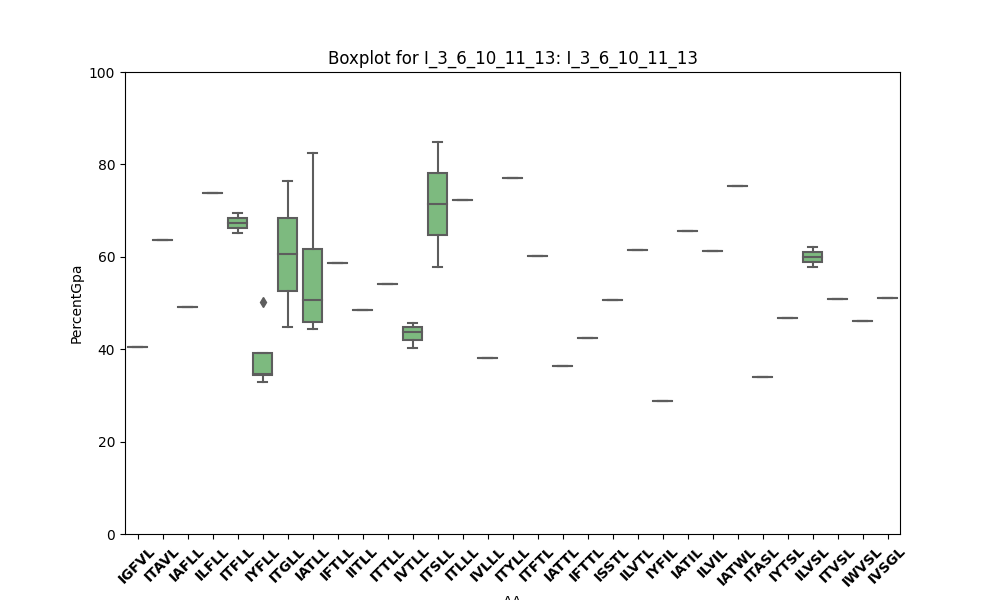 Boxplot for I_3_6_10_11_13: I_3_6_10_11_13
100
80
60
40
20
0
PercentGpa
IGFVL
ITAVL
IAFLL
ILFLL
ITFLL
IYFLL
ITGLL
IATLL
IFTLL
IITLL
ITTLL
IVTLL
ITSLL
ITLLL
IVLLL
ITYLL
ITFTL
IATTL
IFTTL
ISSTL
ILVTL
IYFIL
IATIL
ILVIL
IATWL
ITASL
IYTSL
ILVSL
ITVSL
IWVSL
IVSGL
AA